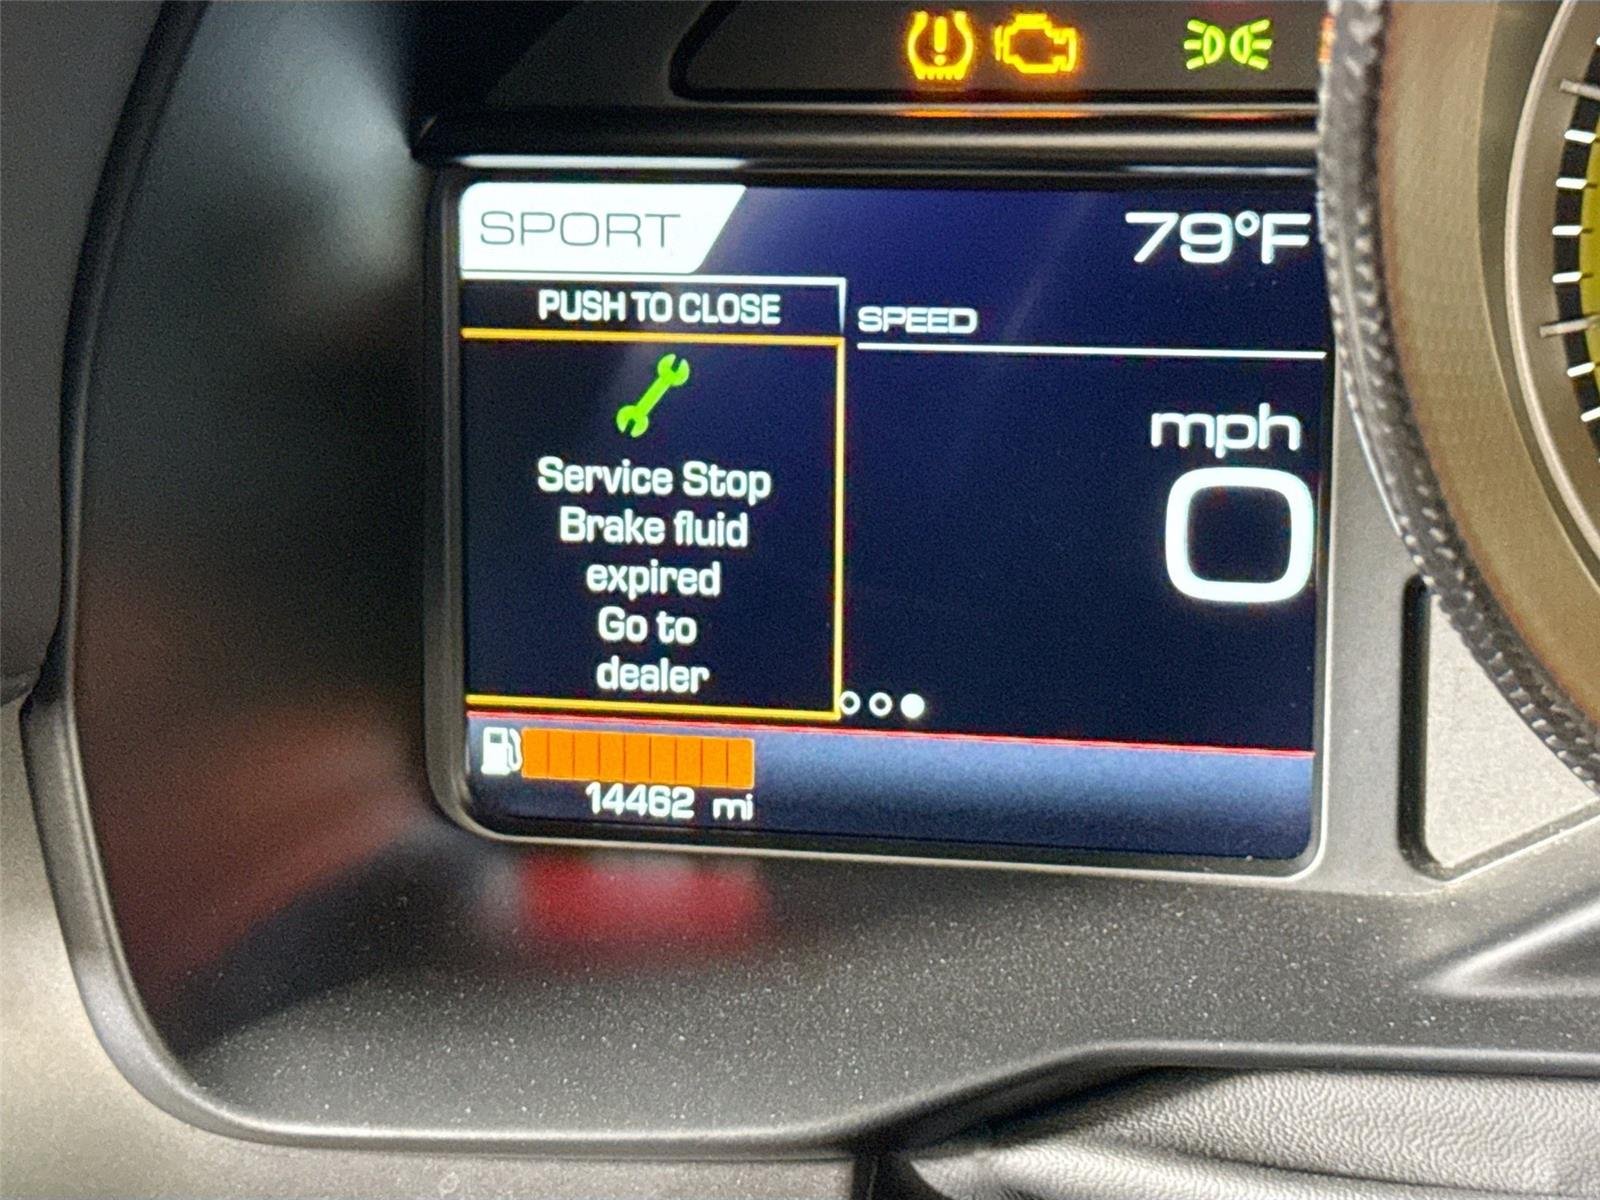 SPORT
79°F
PUSH TO CLOSE
SPEED
mph
0
Service Stop
Brake fluid
expired
Go to
dealer
14462 mi